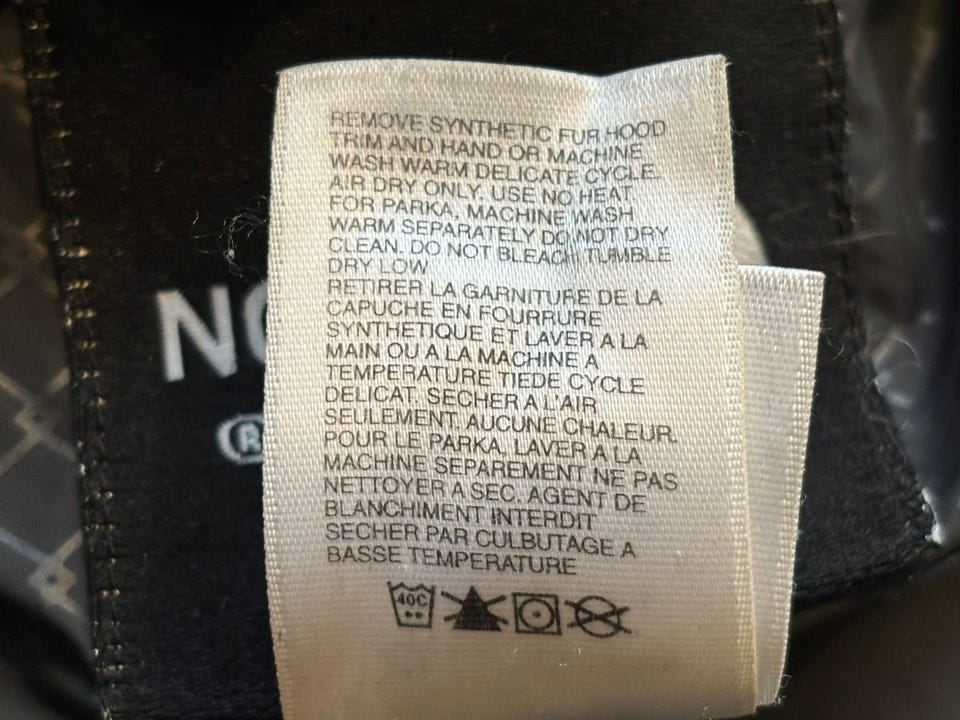 REMOVE SYNTHETIC FUR HOOD
TRIM AND HAND OR MACHINE
WASH WARM DELICATE CYCLE.
AIR DRY ONLY. USE NO HEAT.
FOR PARKA, MACHINE WASH
WARM SEPARATELY DO NOT DRY
CLEAN. DO NOT BLEACH TUMBLE
DRY LOW
RETIRER LA GARNITURE DE LA
CAPUCHE EN FOURRURE
SYNTHETIQUE ET LAVER A LA
MAIN OU A LA MACHINE A
TEMPERATURE TIEDE CYCLE
DELICAT. SECHER A L'AIR
SEULEMENT. AUCUNE CHALEUR.
POUR LE PARKA, LAVER A LA
MACHINE SEPAREMENT NE PAS
NETTOYER A SEC. AGENT DE
BLANCHIMENT INTERDIT
SECHER PAR CULBUTAGE A
BASSE TEMPERATURE
40C
®